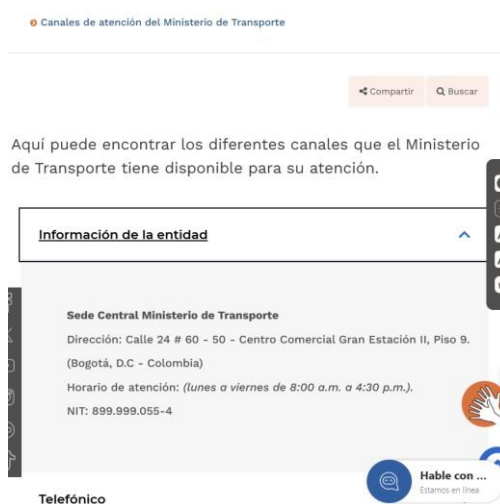 Canales de atención del Ministerio de Transporte
Compartir
Buscar
Aquí puede encontrar los diferentes canales que el Ministerio
de Transporte tiene disponible para su atención.
Información de la entidad
Sede Central Ministerio de Transporte
Dirección: Calle 24 # 60 - 50 - Centro Comercial Gran Estación II, Piso 9.
(Bogotá, D.C - Colombia)
Horario de atención: (lunes a viernes de 8:00 a.m. a 4:30 p.m.).
NIT: 899.999.055-4
Hable con ...
Estamos en línea
Telefónico